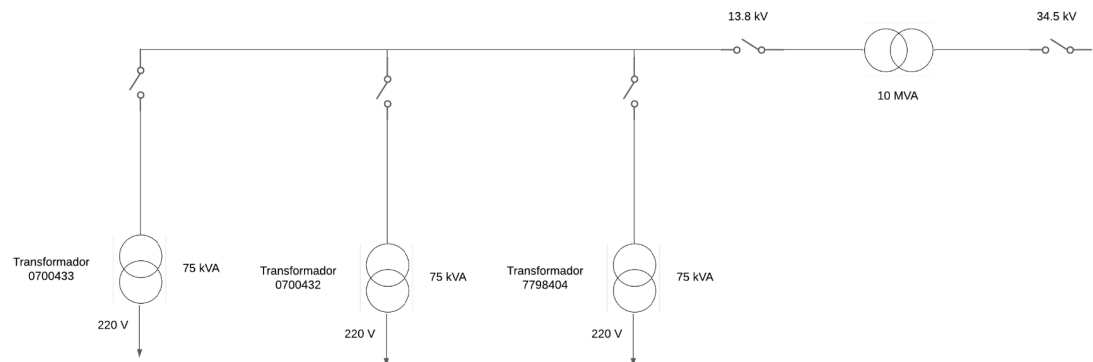 13.8 kV
34.5 kV
10 MVA
Transformador
0700433
75 kVA
220 V
Transformador
0700432
75 kVA
220 V
Transformador
7798404
75 kVA
220 V